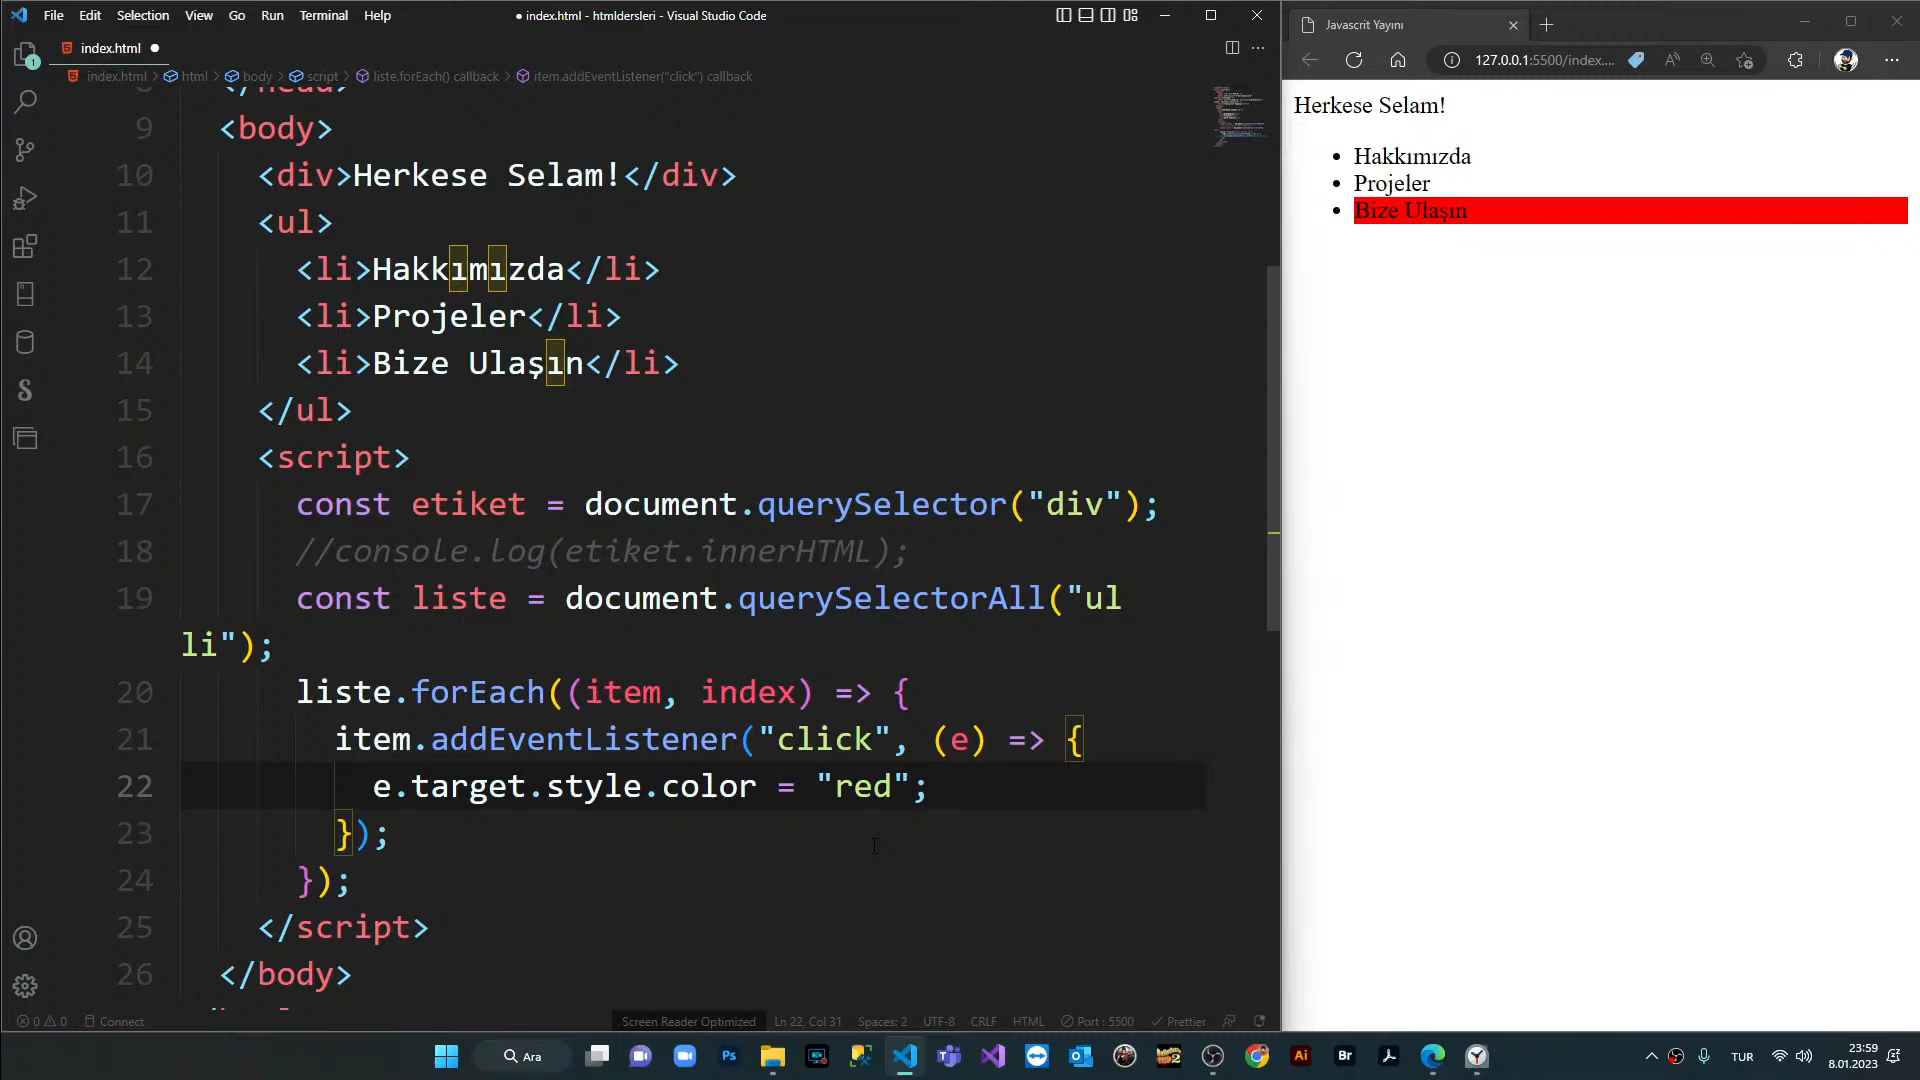 File Edit Selection View Go Run Terminal Help
● index.html - htmldersleri - Visual Studio Code
index.html
index.html > html > body > script > liste.forEach() callback > item.addEventListener("click") callback
9 <body>
10 <div>Herkese Selam!</div>
11 <ul>
12 <li>Hakkımızda</li>
13 <li>Projeler</li>
14 <li>Bize Ulaşın</li>
15 </ul>
16 <script>
17 const etiket = document.querySelector("div");
18 //console.log(etiket.innerHTML);
19 const liste = document.querySelectorAll("ul
li");
20 liste.forEach((item, index) => {
21 item.addEventListener("click", (e) => {
22 e.target.style.color = "red";
23 });
24 });
25 </script>
26 </body>
0 0 Connect
Screen Reader Optimized Ln 22, Col 31 Spaces: 2 UTF-8 CRLF HTML Port : 5500 Prettier
Javascrit Yayını
127.0.0.1:5500/index....
Herkese Selam!
• Hakkımızda
• Projeler
• Bize Ulaşın
Ara
TUR
23:59
8.01.2023